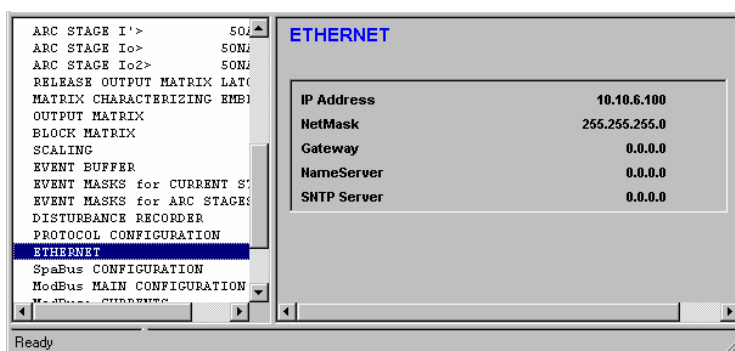 ARC STAGE I'>
ARC STAGE Io> 50N
ARC STAGE Io2> 50N
RELEASE OUTPUT MATRIX
MATRIX CHARACTERIZING
OUTPUT MATRIX
BLOCK MATRIX
SCALING
EVENT BUFFER
EVENT MASKS for CURRENT
EVENT MASKS for ARC STAGES
DISTURBANCE RECORDER
PROTOCOL CONFIGURATION
ETHERNET
SpaBus CONFIGURATION
ModBus MAIN CONFIGURATION
ETHERNET
IP Address 10.10.6.100
NetMask 255.255.255.0
Gateway 0.0.0.0
NameServer 0.0.0.0
SNTP Server 0.0.0.0
Ready